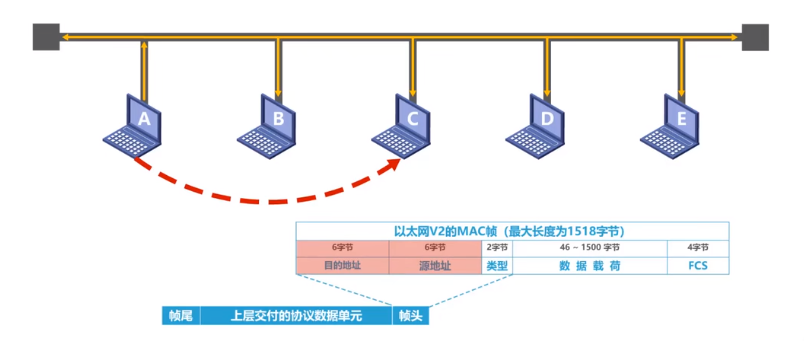 A B C D E
以太网V2的MAC帧（最大长度为1518字节）
6字节 6字节 2字节 46 ~ 1500 字节 4字节
目的地址 源地址 类型 数 据 载 荷 FCS
帧尾 上层交付的协议数据单元 帧头